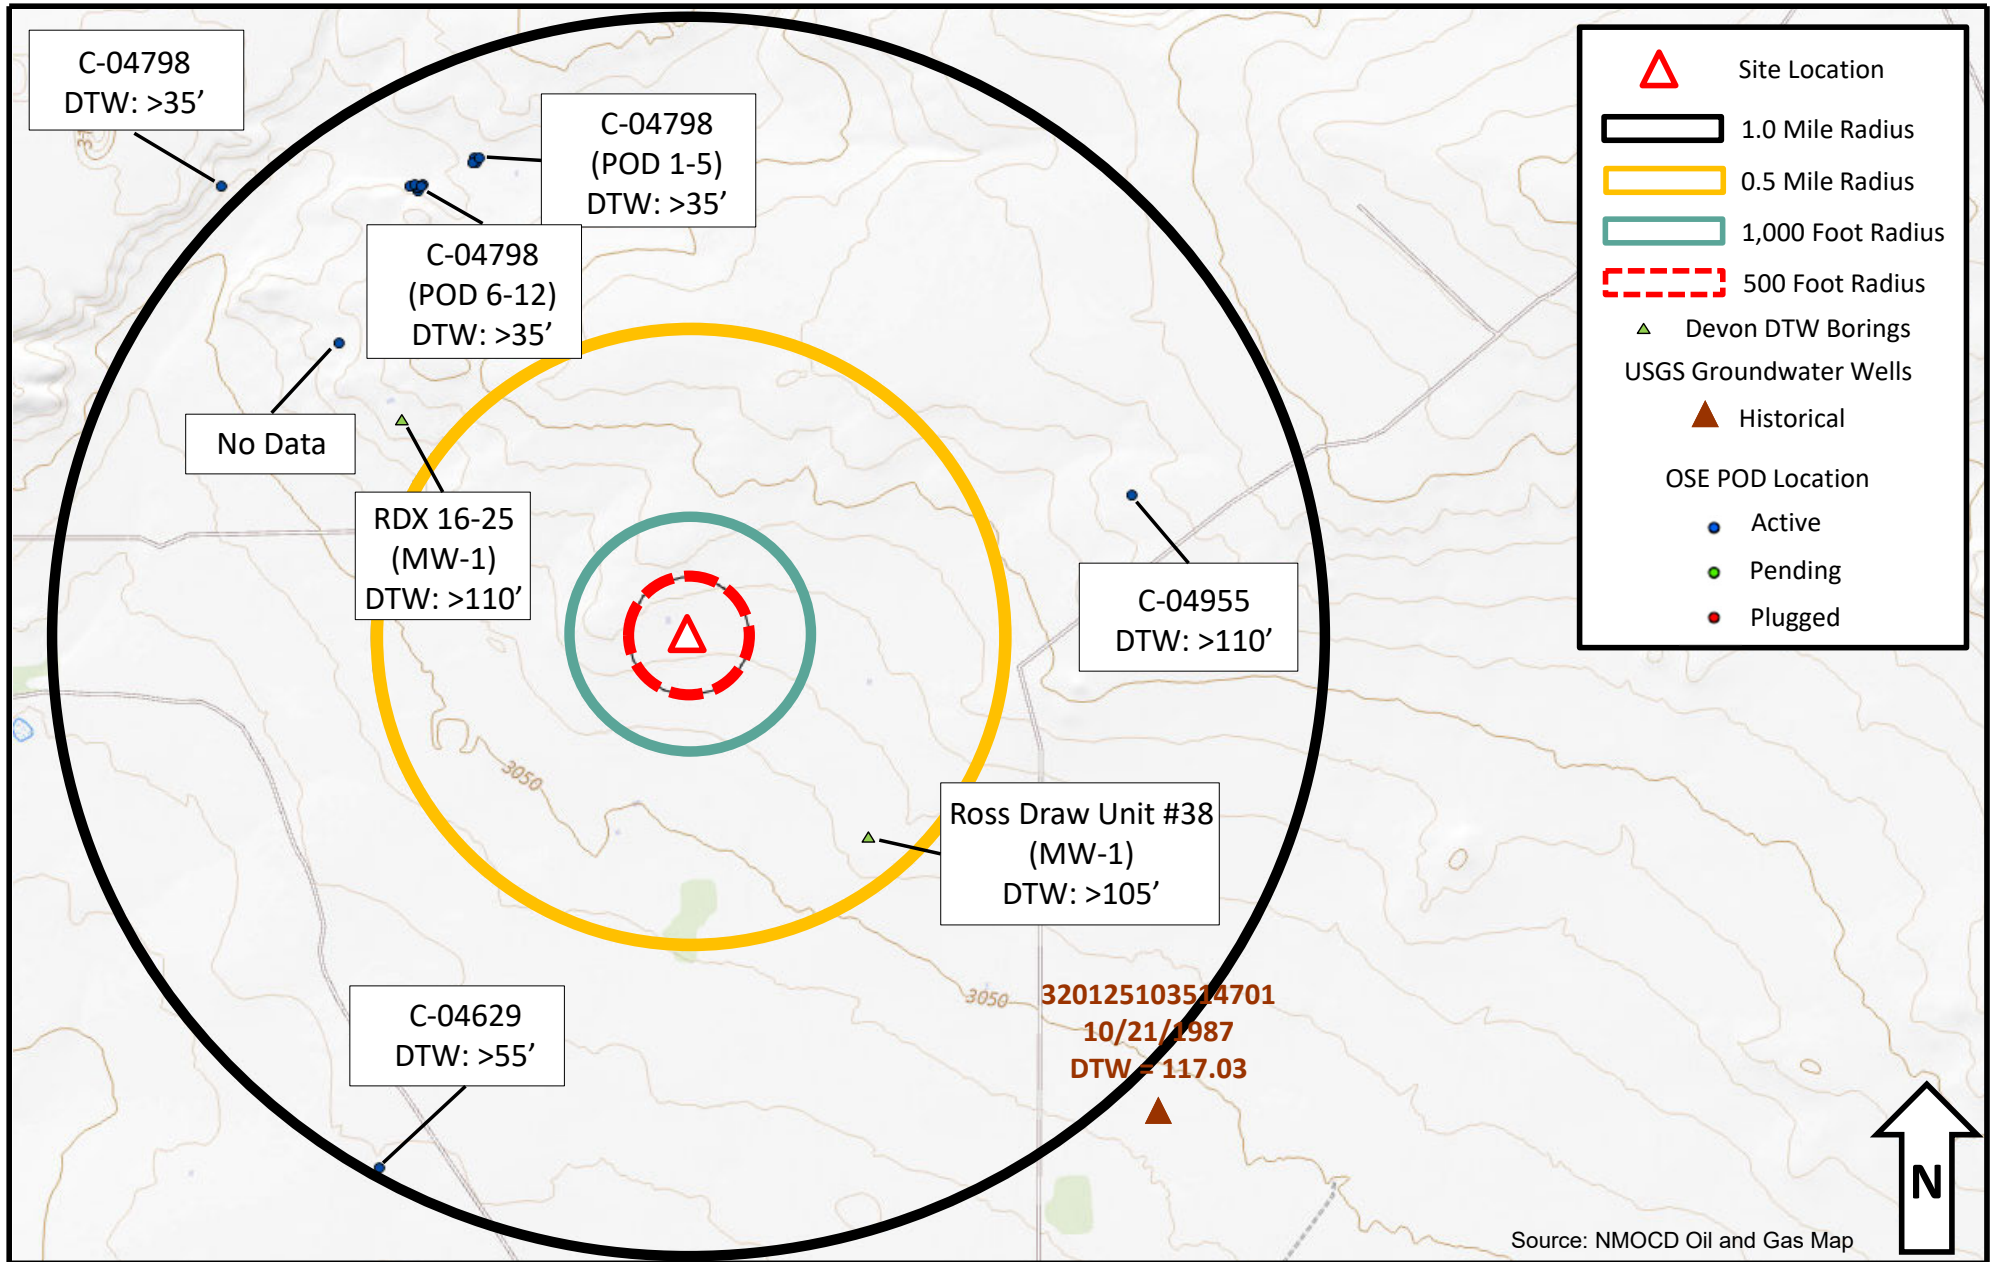 C-04798
DTW: >35’
C-04798
(POD 1-5)
DTW: >35’
C-04798
(POD 6-12)
DTW: >35’
No Data
RDX 16-25
(MW-1)
DTW: >110’
C-04955
DTW: >110’
3050
Ross Draw Unit #38
(MW-1)
DTW: >105’
3050
320125103514701
10/21/1987
DTW = 117.03
C-04629
DTW: >55’
Site Location
1.0 Mile Radius
0.5 Mile Radius
1,000 Foot Radius
500 Foot Radius
Devon DTW Borings
USGS Groundwater Wells
Historical
OSE POD Location
Active
Pending
Plugged
N
Source: NMOCD Oil and Gas Map